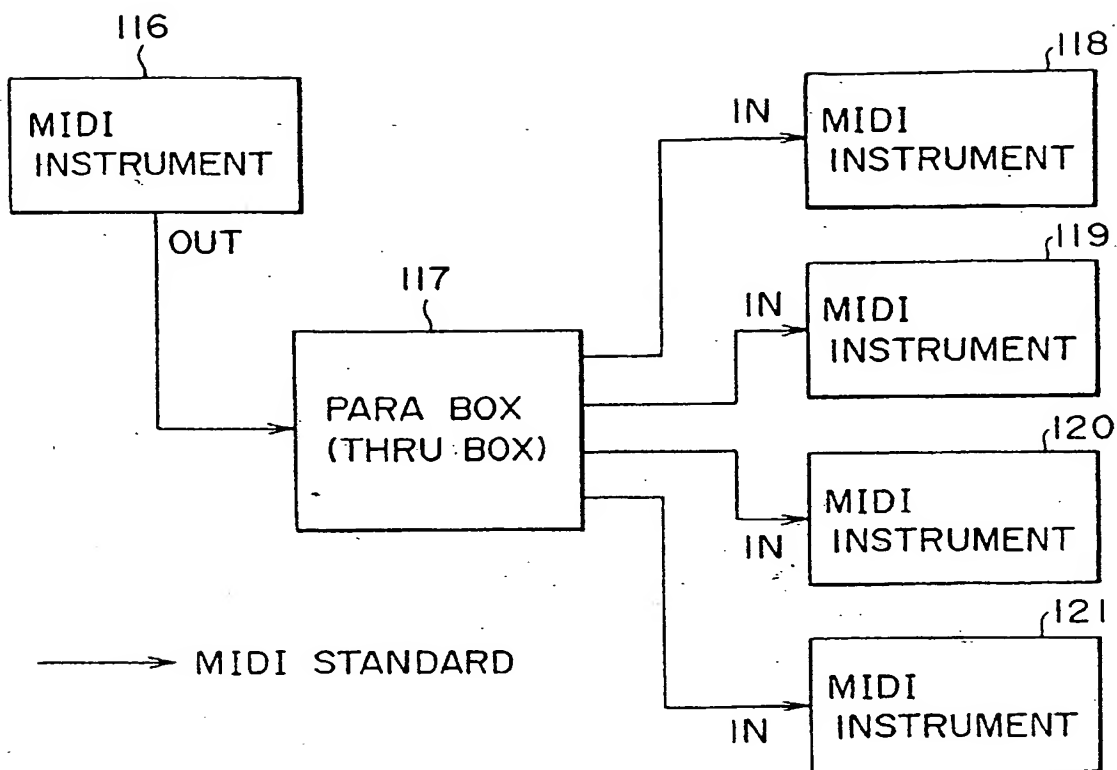 116
MIDI
INSTRUMENT
OUT
117
PARA BOX
(THRU BOX)
118
IN
MIDI
INSTRUMENT
119
IN
MIDI
INSTRUMENT
120
IN
MIDI
INSTRUMENT
121
IN
MIDI
INSTRUMENT
MIDI STANDARD